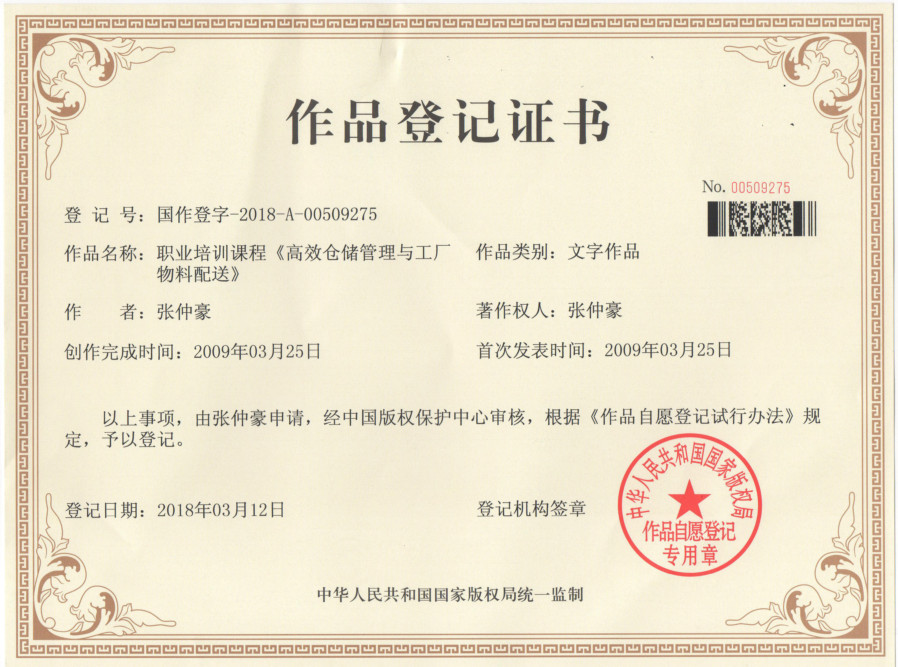 作品登记证书
No. 00509275
登 记 号：国作登字-2018-A-00509275
作品名称：职业培训课程《高效仓储管理与工厂
物料配送》
作品类别：文字作品
作 者：张仲豪
著作权人：张仲豪
创作完成时间：2009年03月25日
首次发表时间：2009年03月25日
以上事项，由张仲豪申请，经中国版权保护中心审核，根据《作品自愿登记试行办法》规
定，予以登记。
登记日期：2018年03月12日
登记机构签章
中华人民共和国国家版权局
作品自愿登记
专用章
中华人民共和国国家版权局统一监制